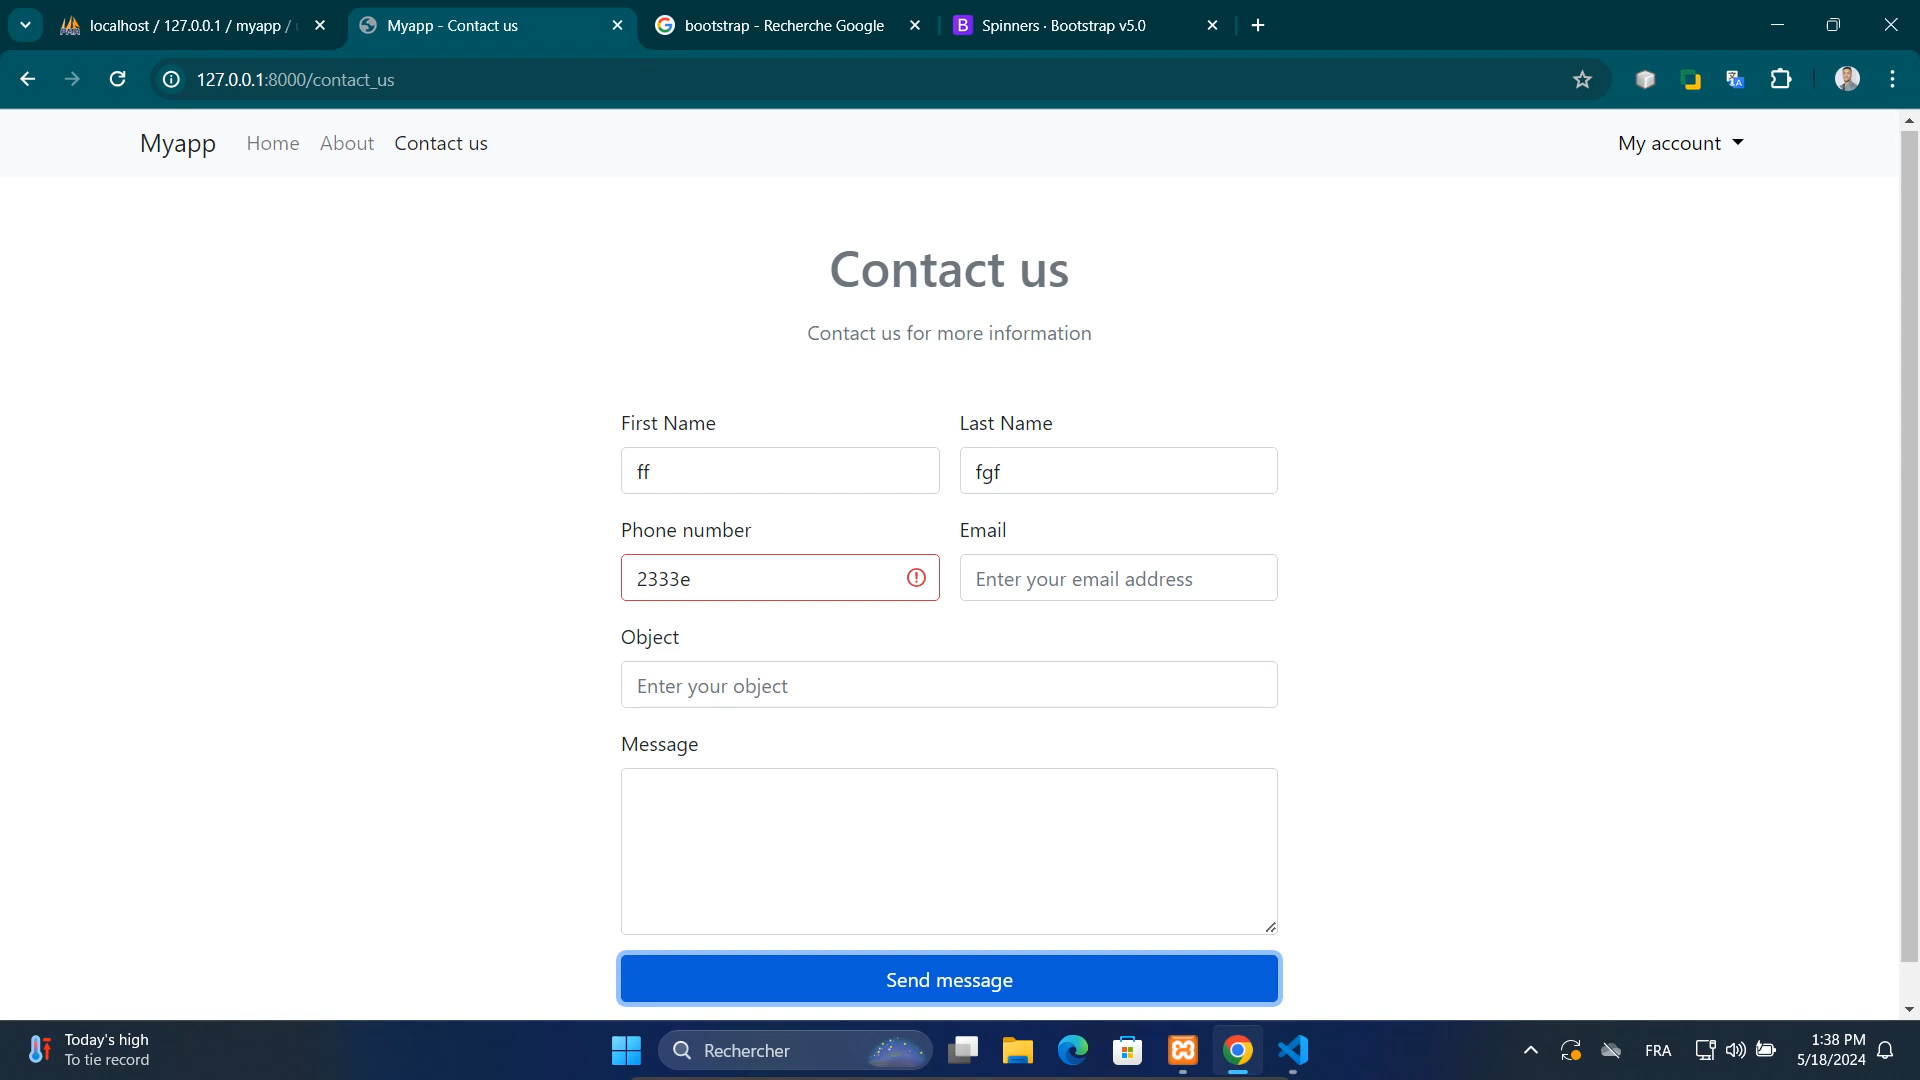 localhost / 127.0.0.1 / myapp /
Myapp - Contact us
bootstrap - Recherche Google
B
Spinners · Bootstrap v5.0
127.0.0.1:8000/contact_us
Myapp
Home
About
Contact us
My account
Contact us
Contact us for more information
First Name
Last Name
ff
fgf
Phone number
Email
2333e
Enter your email address
Object
Enter your object
Message
Send message
Today's high
To tie record
Rechercher
FRA
1:38 PM
5/18/2024